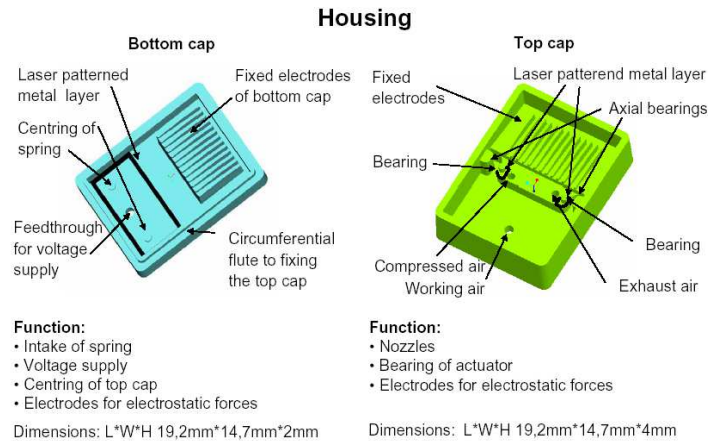 Housing
Bottom cap
Laser patterned
metal layer
Fixed electrodes
of bottom cap
Centring of
spring
Feedthrough
for voltage
supply
Circumferential
flute to fixing
the top cap
Function:
• Intake of spring
• Voltage supply
• Centring of top cap
• Electrodes for electrostatic forces
Dimensions: L*W*H 19,2mm*14,7mm*2mm
Top cap
Fixed
electrodes
Laser patterend metal layer
Axial bearings
Bearing
Bearing
Compressed air
Working air
Exhaust air
Function:
• Nozzles
• Bearing of actuator
• Electrodes for electrostatic forces
Dimensions: L*W*H 19,2mm*14,7mm*4mm